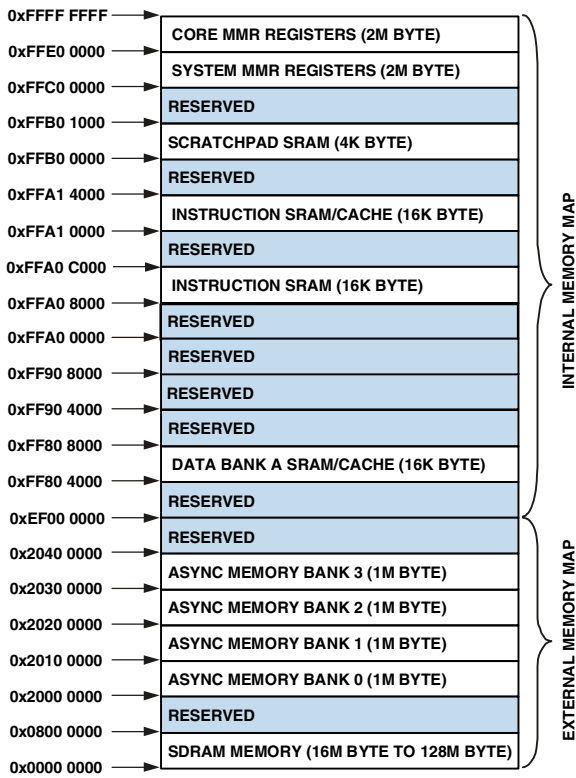 0xFFFF FFFF
CORE MMR REGISTERS (2M BYTE)
0xFFE0 0000
SYSTEM MMR REGISTERS (2M BYTE)
0xFFC0 0000
RESERVED
0xFFB0 1000
SCRATCHPAD SRAM (4K BYTE)
0xFFB0 0000
RESERVED
0xFFA1 4000
INSTRUCTION SRAM/CACHE (16K BYTE)
0xFFA1 0000
RESERVED
0xFFA0 C000
INSTRUCTION SRAM (16K BYTE)
0xFFA0 8000
RESERVED
0xFFA0 0000
RESERVED
0xFF90 8000
RESERVED
0xFF90 4000
RESERVED
0xFF80 8000
DATA BANK A SRAM/CACHE (16K BYTE)
0xFF80 4000
RESERVED
0xEF00 0000
RESERVED
0x2040 0000
ASYNC MEMORY BANK 3 (1M BYTE)
0x2030 0000
ASYNC MEMORY BANK 2 (1M BYTE)
0x2020 0000
ASYNC MEMORY BANK 1 (1M BYTE)
0x2010 0000
ASYNC MEMORY BANK 0 (1M BYTE)
0x2000 0000
RESERVED
0x0800 0000
SDRAM MEMORY (16M BYTE TO 128M BYTE)
0x0000 0000
INTERNAL MEMORY MAP
EXTERNAL MEMORY MAP